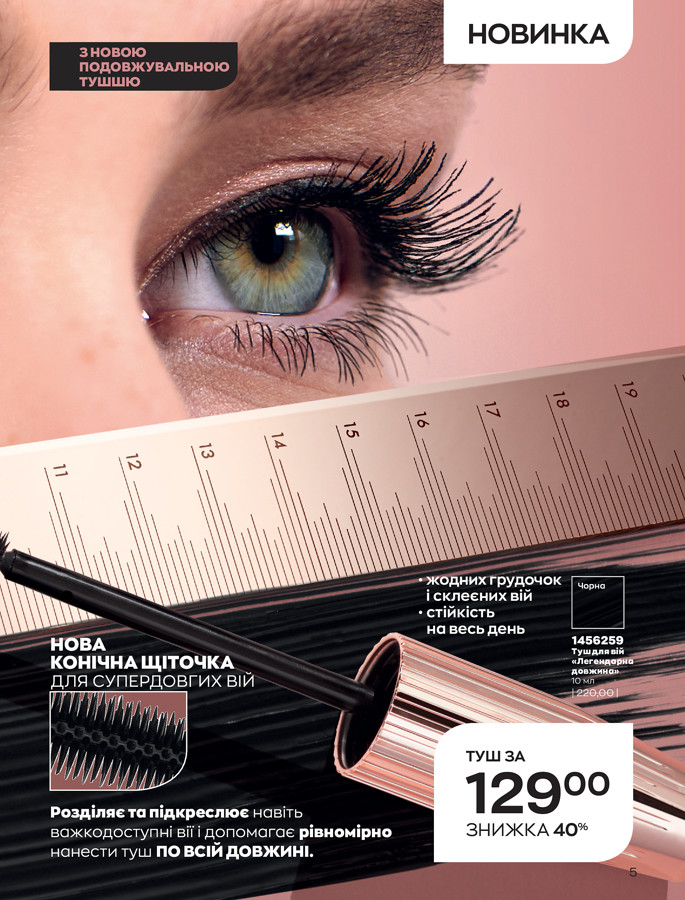 НОВИНКА
З НОВОЮ
ПОДОВЖУВАЛЬНОЮ
ТУШШЮ
11 12 13 14 15 16 17 18 19
• жодних грудочок
і склеєних вій
• стійкість
на весь день
Чорна
1456259
Туш для вій
«Легендарна
довжина»
10 мл
| 220,00 |
НОВА
КОНІЧНА ЩІТОЧКА
ДЛЯ СУПЕРДОВГИХ ВІЙ
Розділяє та підкреслює навіть
важкодоступні вії і допомагає рівномірно
нанести туш ПО ВСІЙ ДОВЖИНІ.
ТУШ ЗА
129⁰⁰
ЗНИЖКА 40%
5